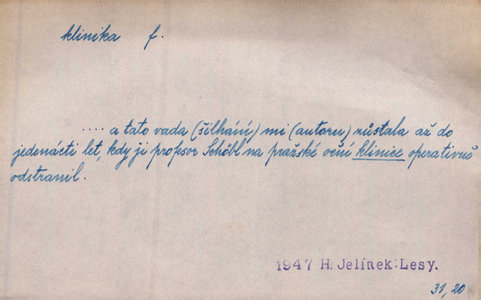 klinika f.
.... a tato vada (šilhání) mi (autoru) zůstala až do
jedenácti let, kdy ji profesor Schöbl na pražské oční klinice operativně
odstranil.
1947 H. Jelínek: Lesy.
31, 20